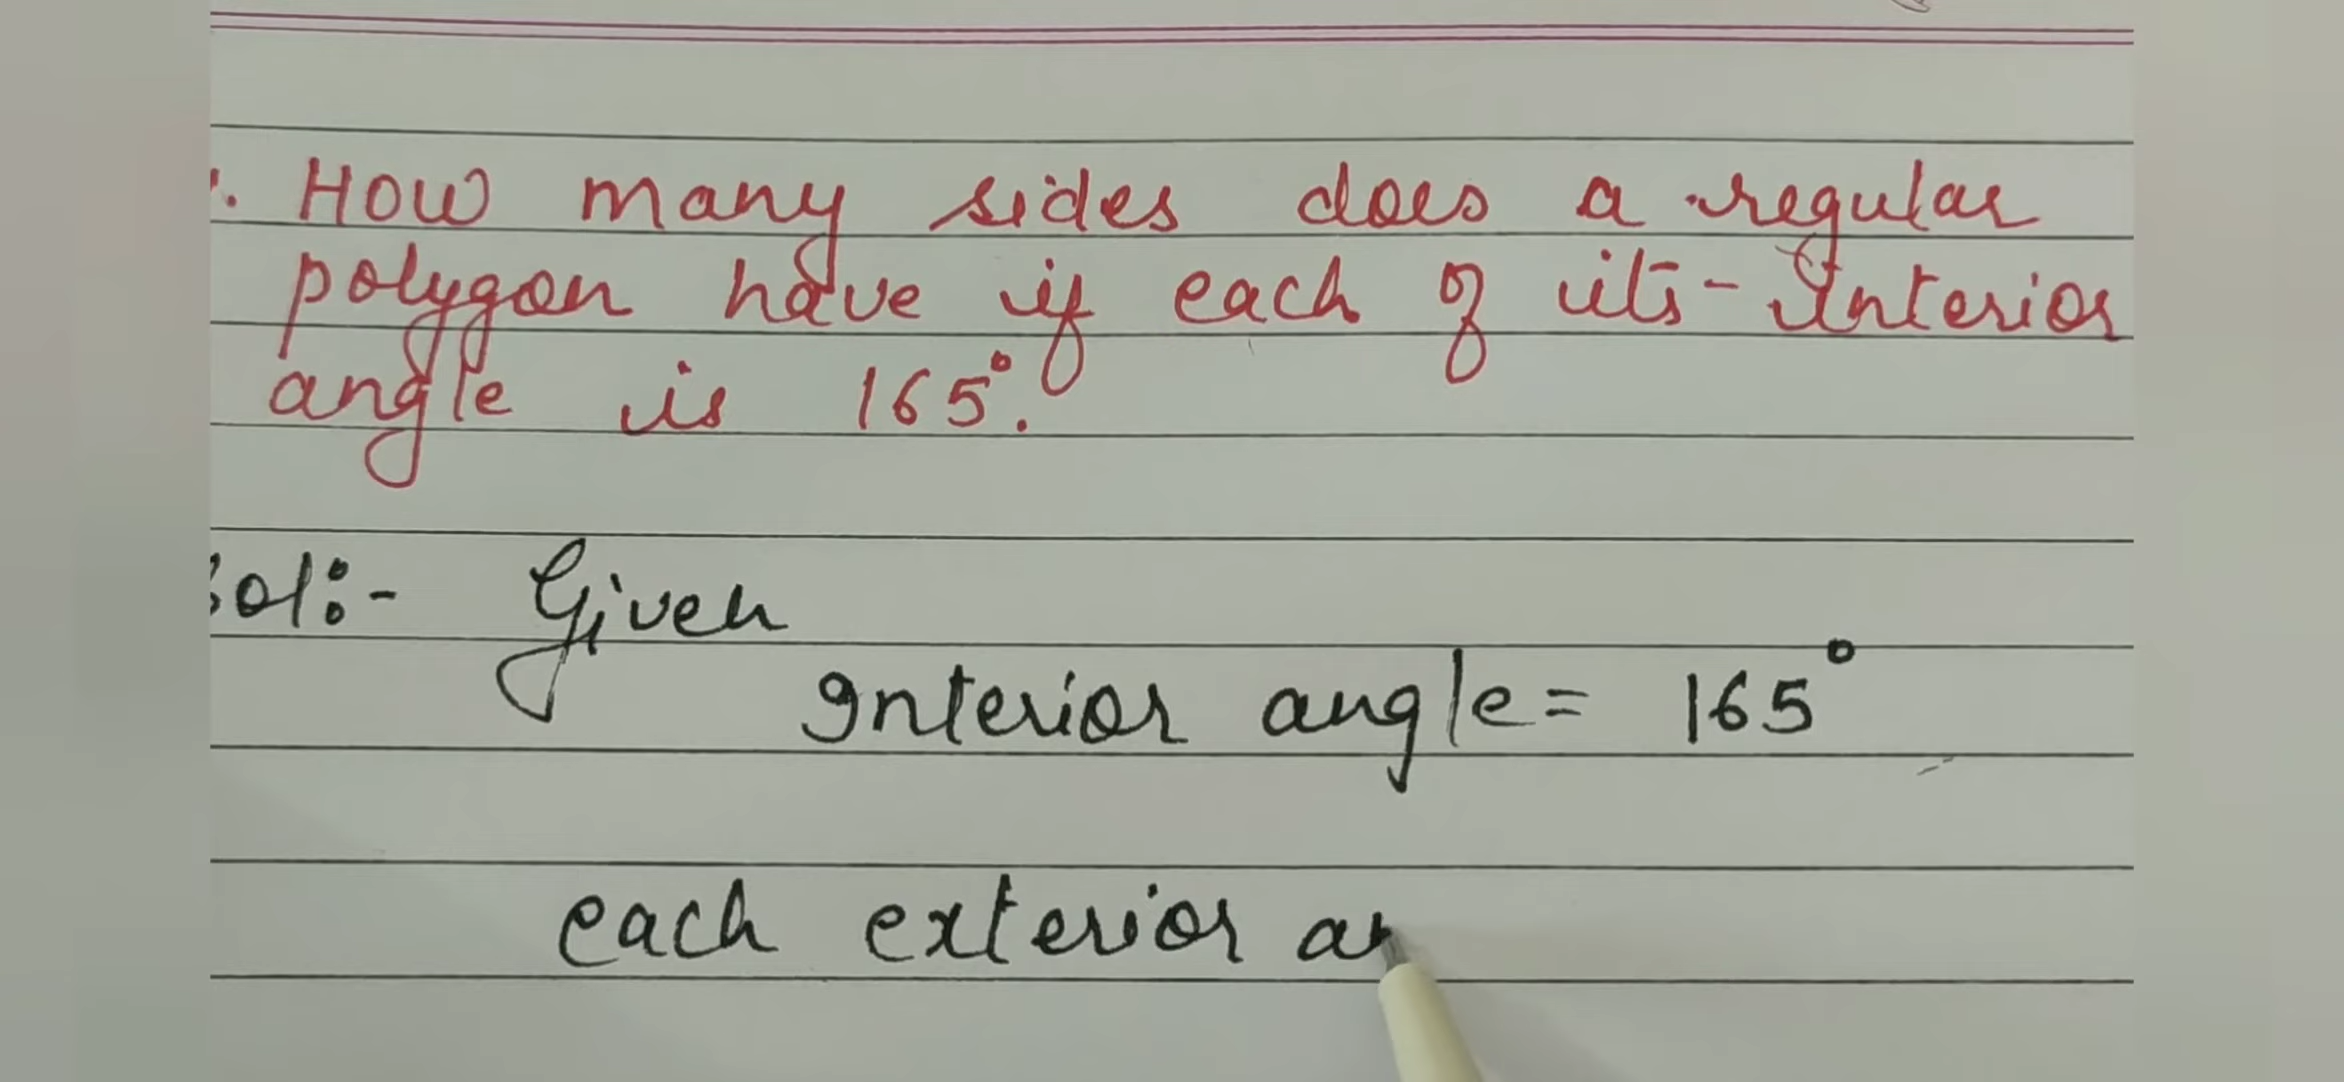 . How many sides does a regular
polygon have if each of its - Interior
angle is 165°.
Sol:- Given
Interior angle = 165°
each exterior an